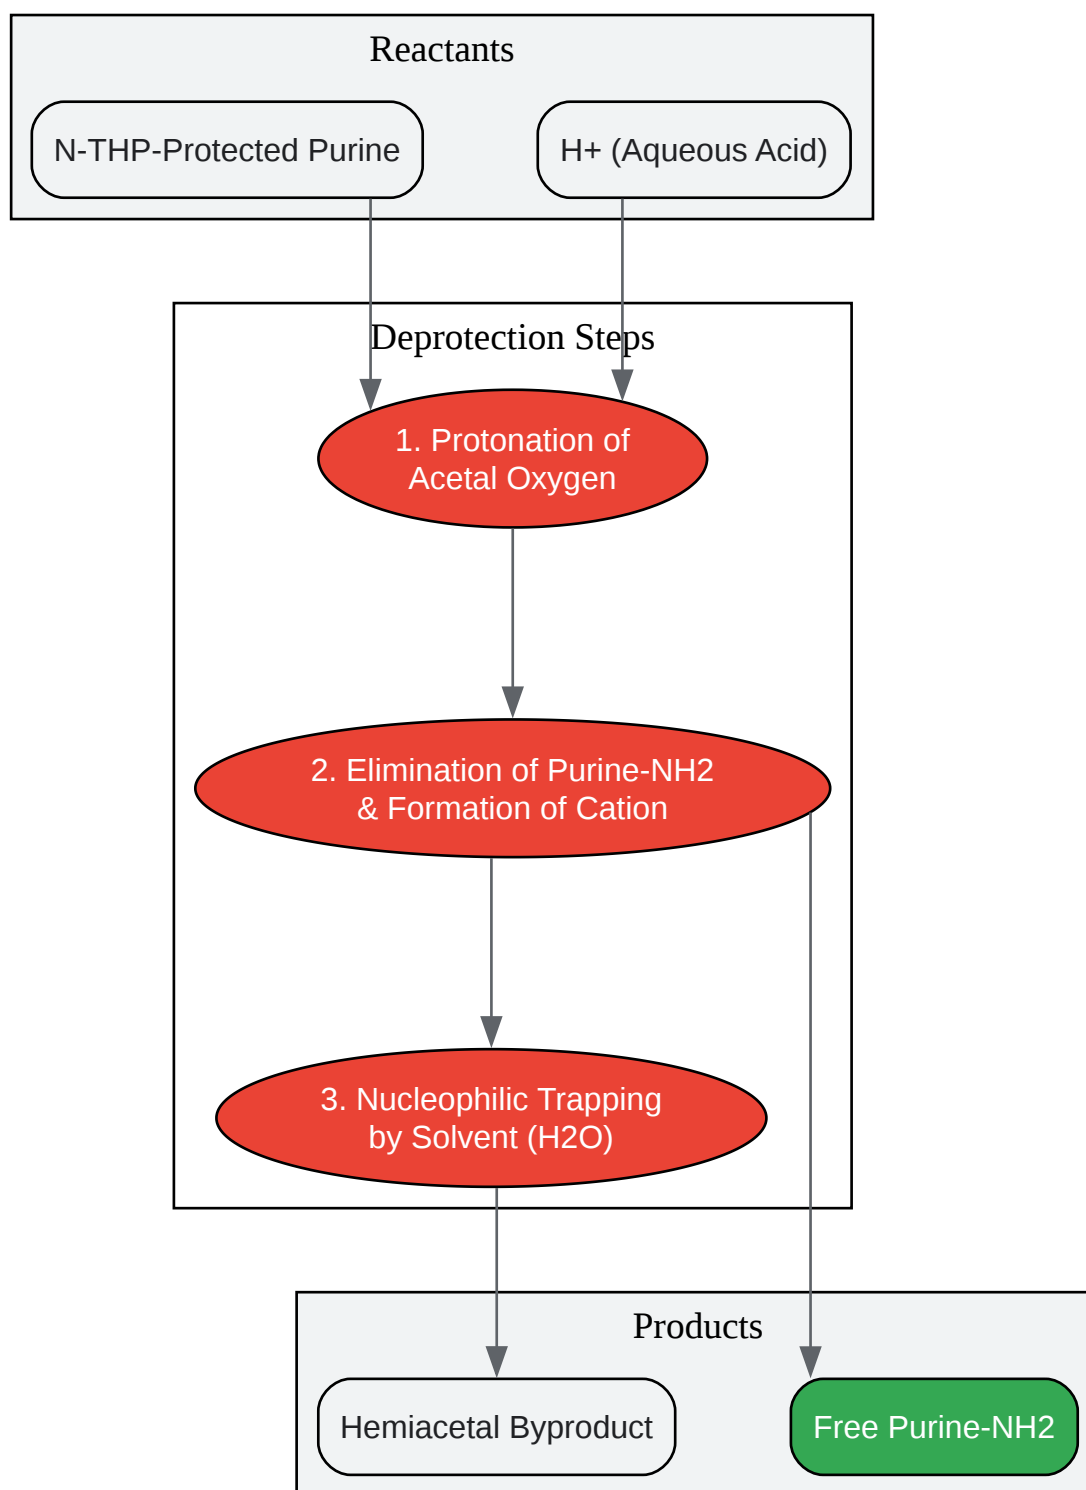 Reactants
N-THP-Protected Purine
H+ (Aqueous Acid)
Deprotection Steps
1. Protonation of
Acetal Oxygen
2. Elimination of Purine-NH2
& Formation of Cation
3. Nucleophilic Trapping
by Solvent (H2O)
Products
Hemiacetal Byproduct
Free Purine-NH2